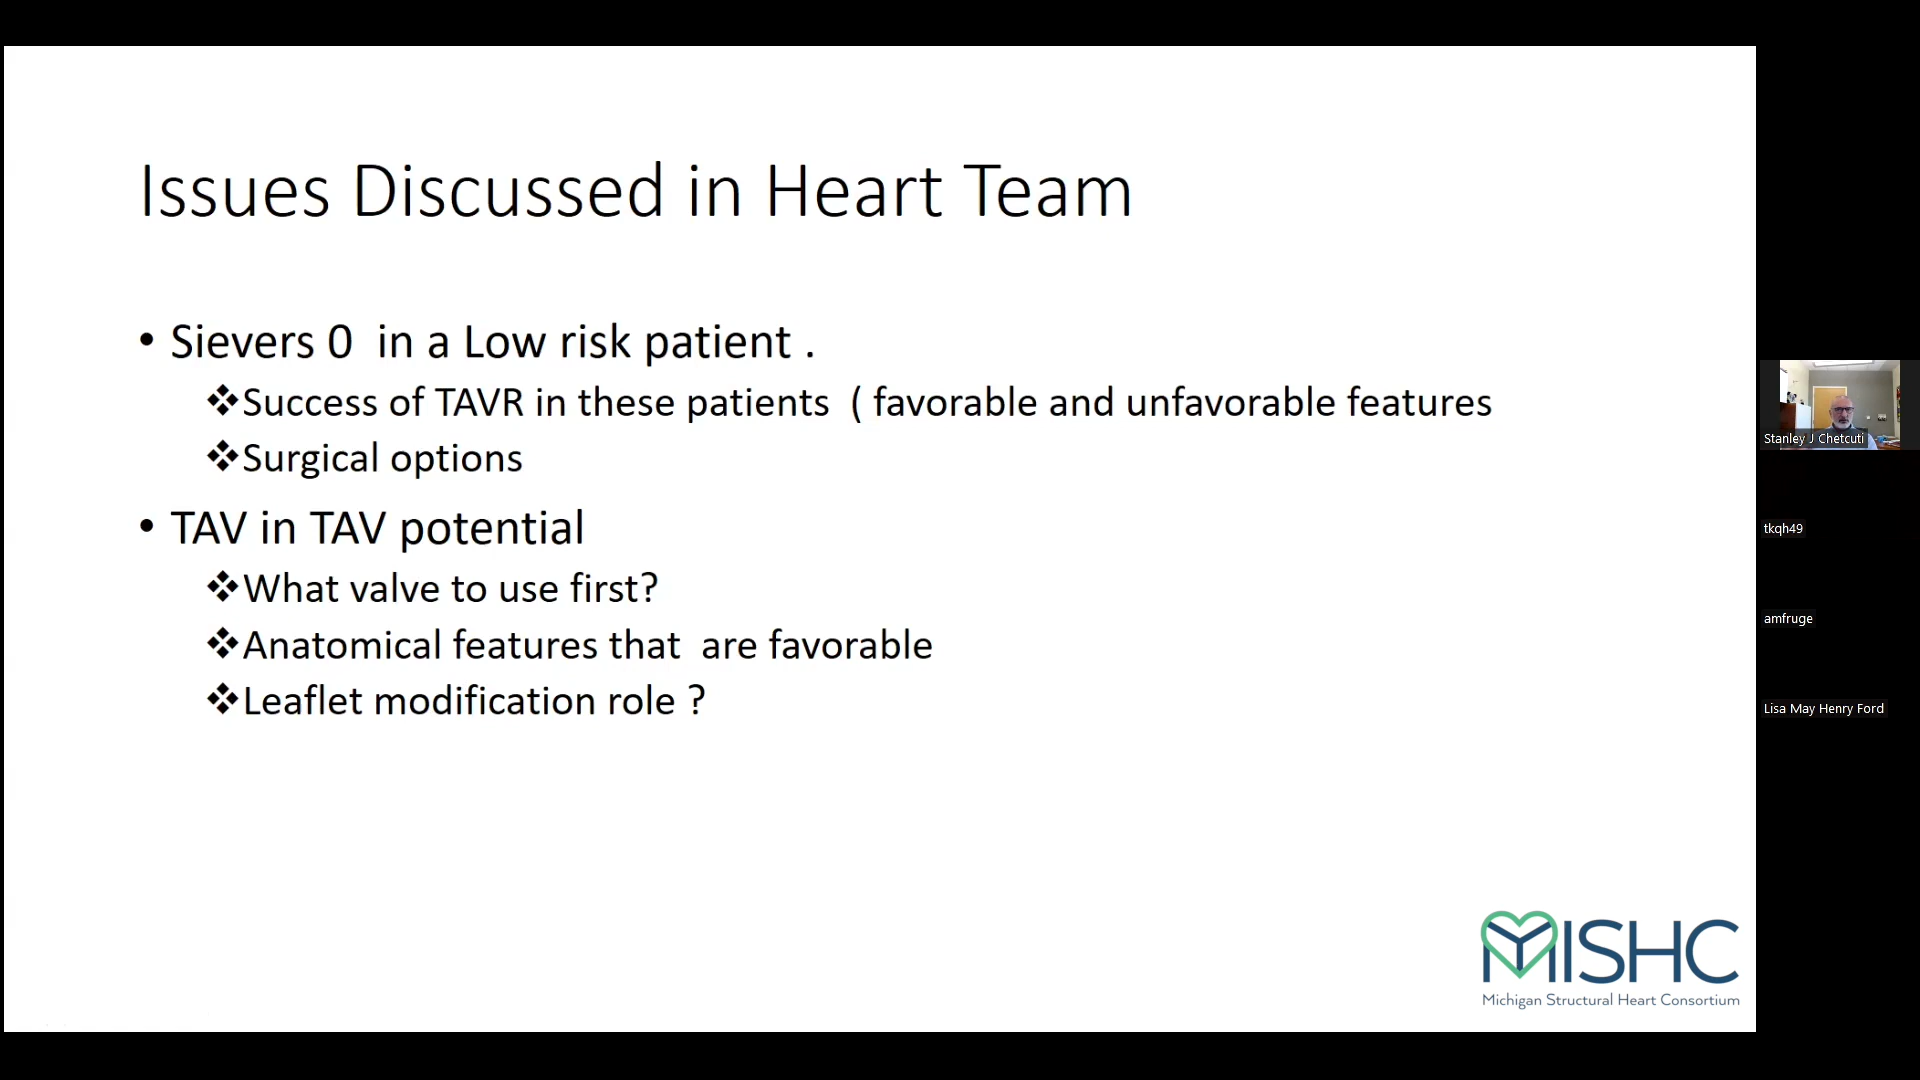 Issues Discussed in Heart Team
• Sievers 0  in a Low risk patient .
❖Success of TAVR in these patients  ( favorable and unfavorable features
❖Surgical options
• TAV in TAV potential
❖What valve to use first?
❖Anatomical features that  are favorable
❖Leaflet modification role ?
MISHC
Michigan Structural Heart Consortium
Stanley J Chetcuti
tkqh49
amfruge
Lisa May Henry Ford